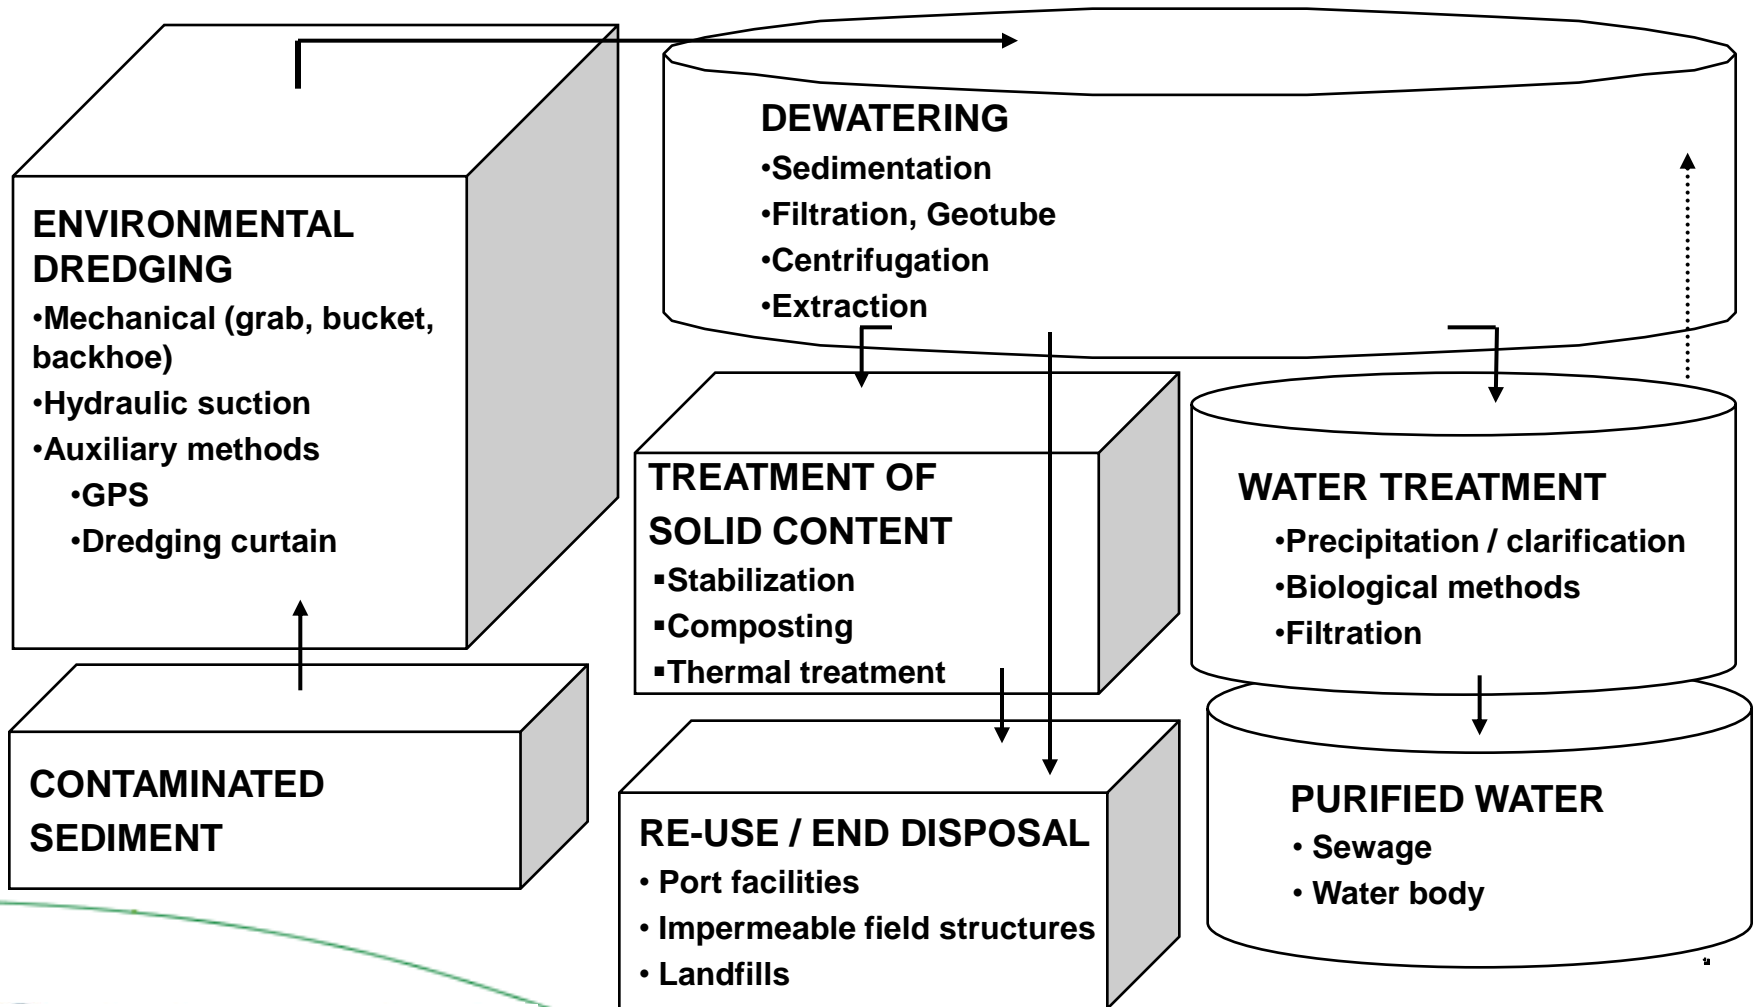 ENVIRONMENTAL
DREDGING
•Mechanical (grab, bucket,
backhoe)
•Hydraulic suction
•Auxiliary methods
•GPS
•Dredging curtain
CONTAMINATED
SEDIMENT
DEWATERING
•Sedimentation
•Filtration, Geotube
•Centrifugation
•Extraction
TREATMENT OF
SOLID CONTENT
▪Stabilization
▪Composting
▪Thermal treatment
RE-USE / END DISPOSAL
• Port facilities
• Impermeable field structures
• Landfills
WATER TREATMENT
•Precipitation / clarification
•Biological methods
•Filtration
PURIFIED WATER
• Sewage
• Water body